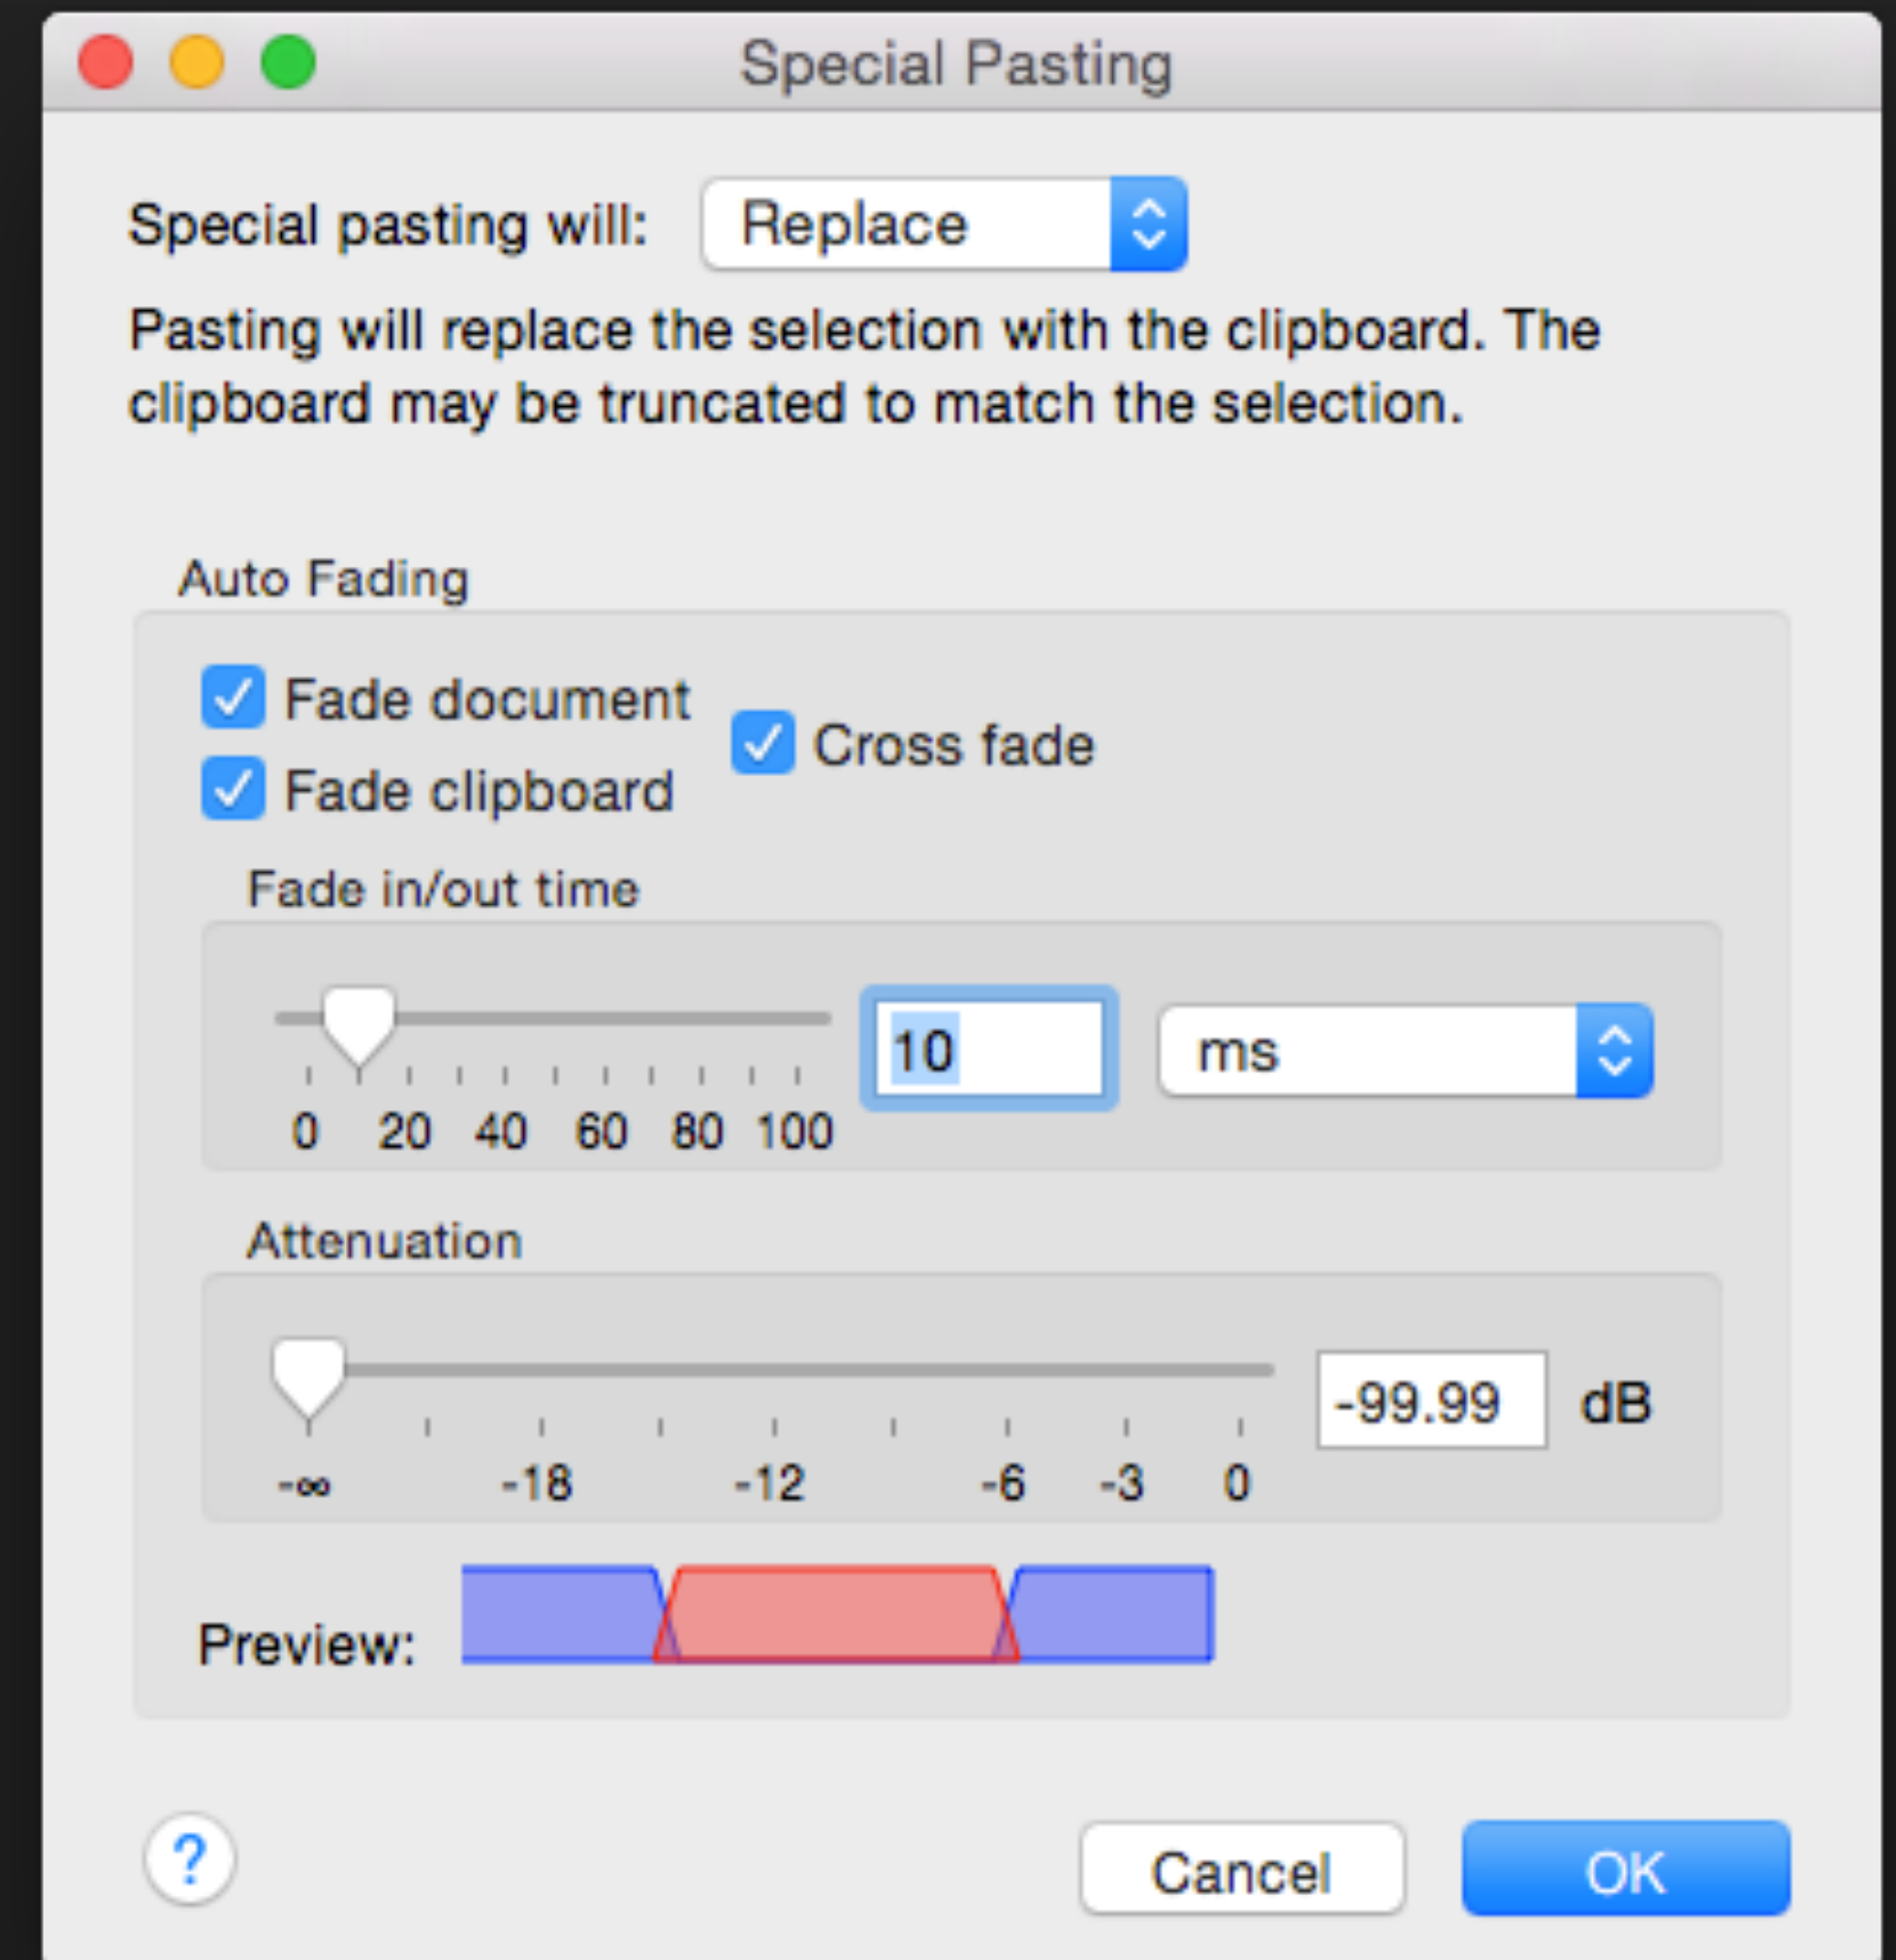 Special Pasting
Special pasting will: Replace
Pasting will replace the selection with the clipboard. The
clipboard may be truncated to match the selection.
Auto Fading
Fade document
Cross fade
Fade clipboard
Fade in/out time
10 ms
0 20 40 60 80 100
Attenuation
-99.99 dB
-∞ -18 -12 -6 -3 0
Preview:
? Cancel OK